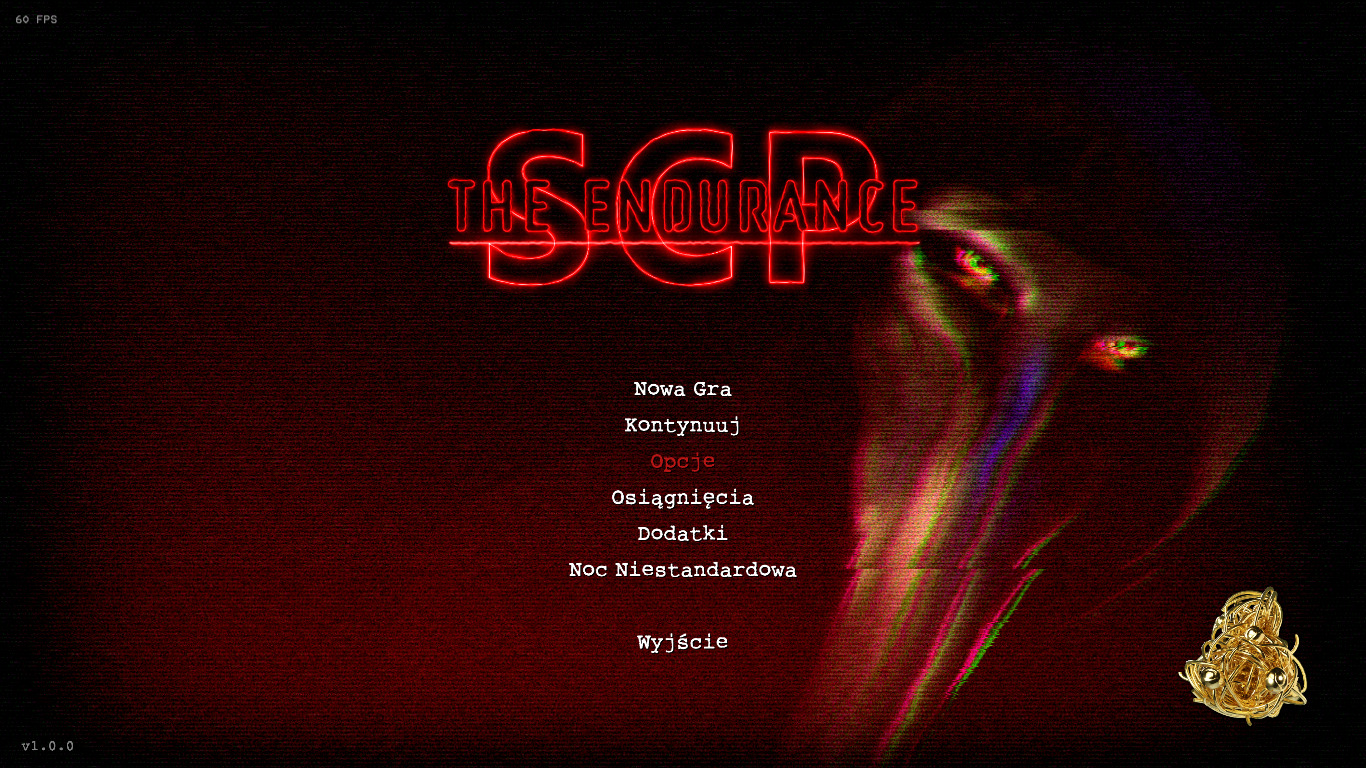 60 FPS
SCP
THE ENDURANCE
Nowa Gra
Kontynuuj
Opcje
Osiągnięcia
Dodatki
Noc Niestandardowa
Wyjście
v1.0.0